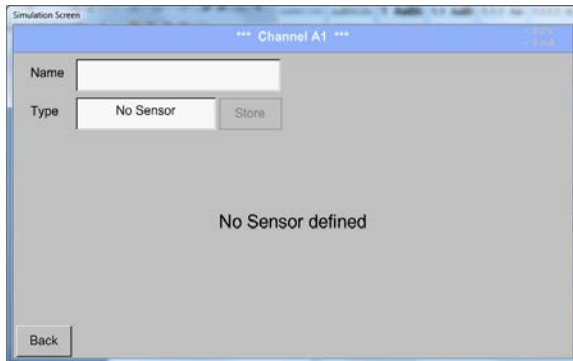 Simulation Screen
*** Channel A1 ***
Name
Type No Sensor Store
No Sensor defined
Back